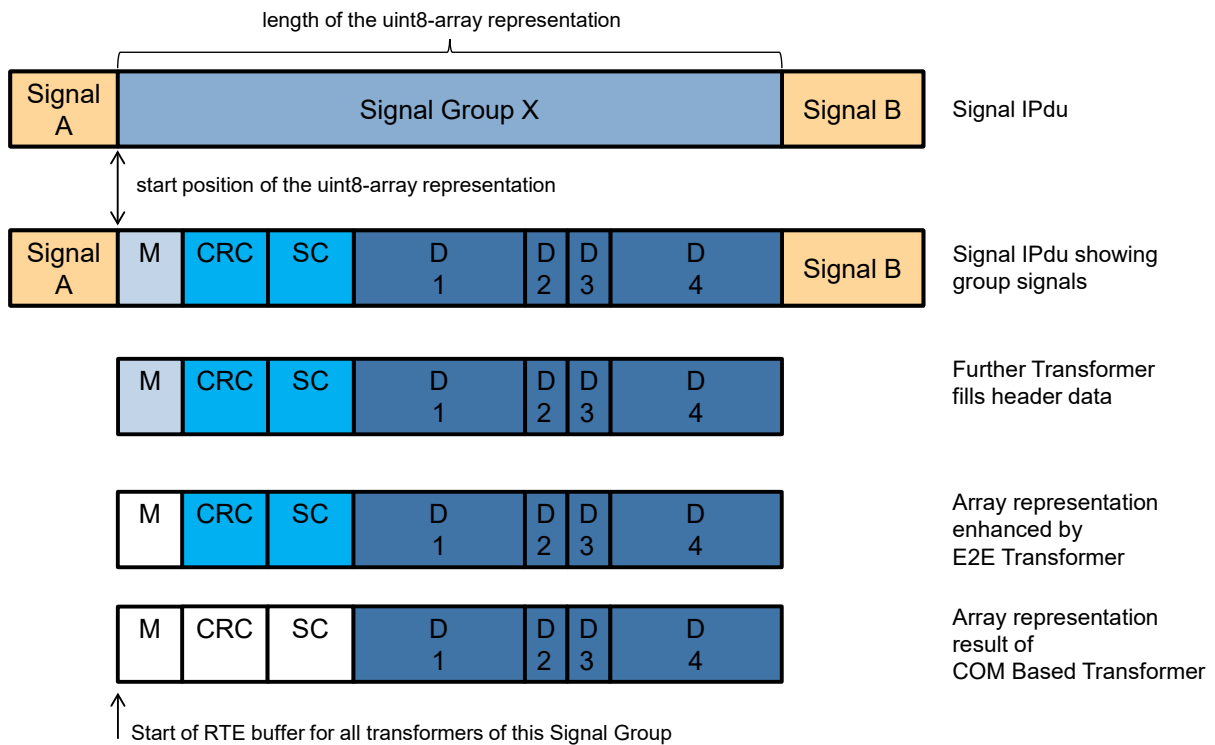 length of the uint8-array representation
Signal
A
Signal Group X
Signal B
Signal IPdu
start position of the uint8-array representation
Signal
A
M
CRC
SC
D
1
D
2
D
3
D
4
Signal B
Signal IPdu showing
group signals
M
CRC
SC
D
1
D
2
D
3
D
4
Further Transformer
fills header data
M
CRC
SC
D
1
D
2
D
3
D
4
Array representation
enhanced by
E2E Transformer
M
CRC
SC
D
1
D
2
D
3
D
4
Array representation
result of
COM Based Transformer
Start of RTE buffer for all transformers of this Signal Group